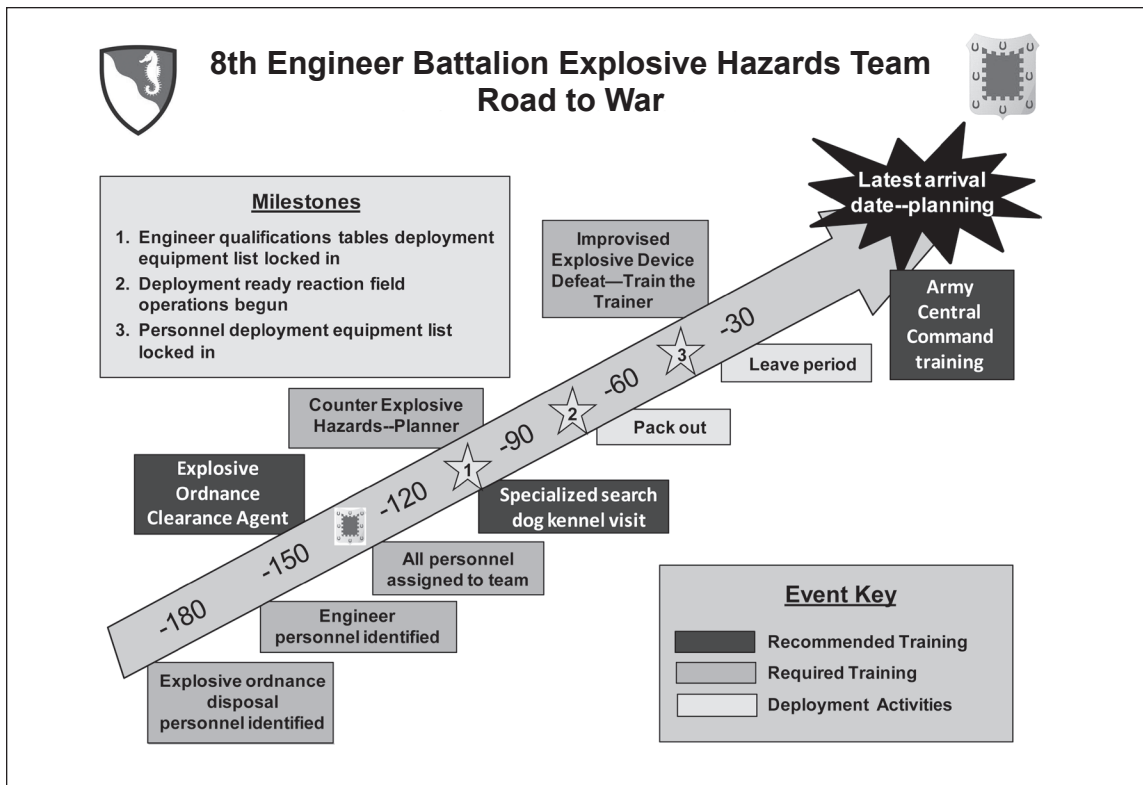 8th Engineer Battalion Explosive Hazards Team
Road to War
Latest arrival
date--planning
Milestones
1. Engineer qualifications tables deployment
equipment list locked in
2. Deployment ready reaction field
operations begun
3. Personnel deployment equipment list
locked in
Improvised
Explosive Device
Defeat—Train the
Trainer
Army
Central
Command
training
-30
3
Leave period
-60
2
Pack out
Counter Explosive
Hazards--Planner
-90
1
Explosive
Ordnance
Clearance Agent
-120
Specialized search
dog kennel visit
-150
All personnel
assigned to team
-180
Engineer
personnel identified
Explosive ordnance
disposal
personnel identified
Event Key
Recommended Training
Required Training
Deployment Activities